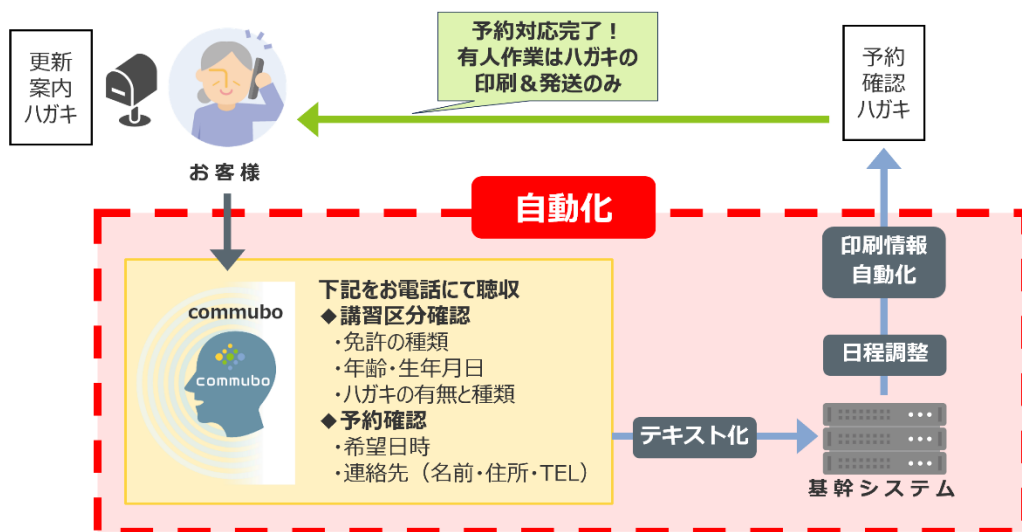 更新
案内
ハガキ
お客様
予約対応完了！
有人作業はハガキの
印刷＆発送のみ
予約
確認
ハガキ
自動化
commubo
commubo
下記をお電話にて聴収
◆講習区分確認
・免許の種類
・年齢・生年月日
・ハガキの有無と種類
◆予約確認
・希望日時
・連絡先（名前・住所・TEL）
テキスト化
基幹システム
日程調整
印刷情報
自動化